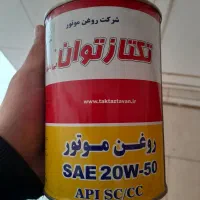 شرکت روغن موتور
تکتاز توان
www.taktaztavan.ir
روغن موتور
SAE 20W-50
API SC/CC